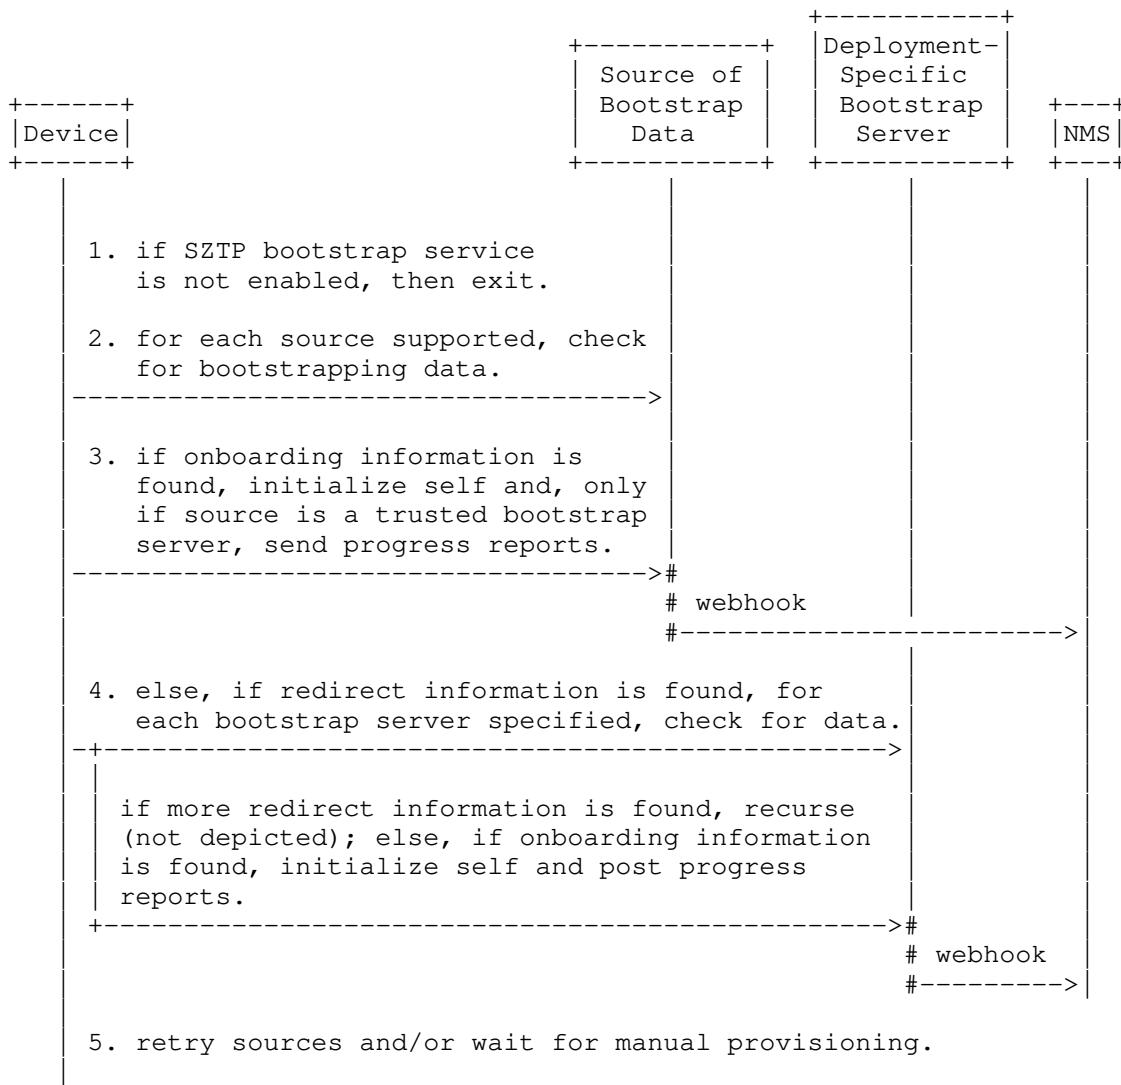 Deployment-
Source of Specific
Bootstrap Bootstrap
Device Data Server NMS
1. if SZTP bootstrap service
is not enabled, then exit.
2. for each source supported, check
for bootstrapping data.
3. if onboarding information is
found, initialize self and, only
if source is a trusted bootstrap
server, send progress reports.
# webhook
4. else, if redirect information is found, for
each bootstrap server specified, check for data.
if more redirect information is found, recurse
(not depicted); else, if onboarding information
is found, initialize self and post progress
reports.
# webhook
5. retry sources and/or wait for manual provisioning.